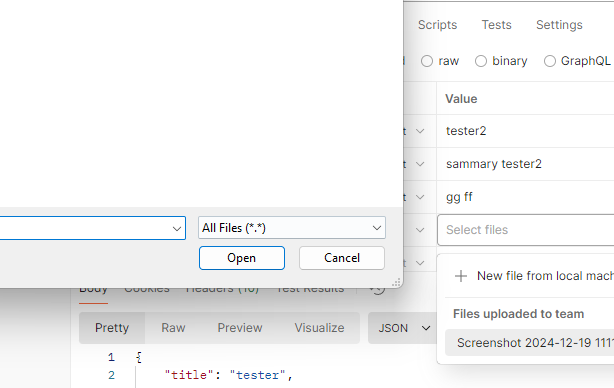 Scripts Tests Settings
raw binary GraphQL
Value
tester2
sammary tester2
gg ff
All Files (*.*)
Select files
Open Cancel
New file from local mach
Body Cookies Headers (10) Test Results
Files uploaded to team
Pretty Raw Preview Visualize JSON
Screenshot 2024-12-19 1111
1 {
2 "title": "tester",